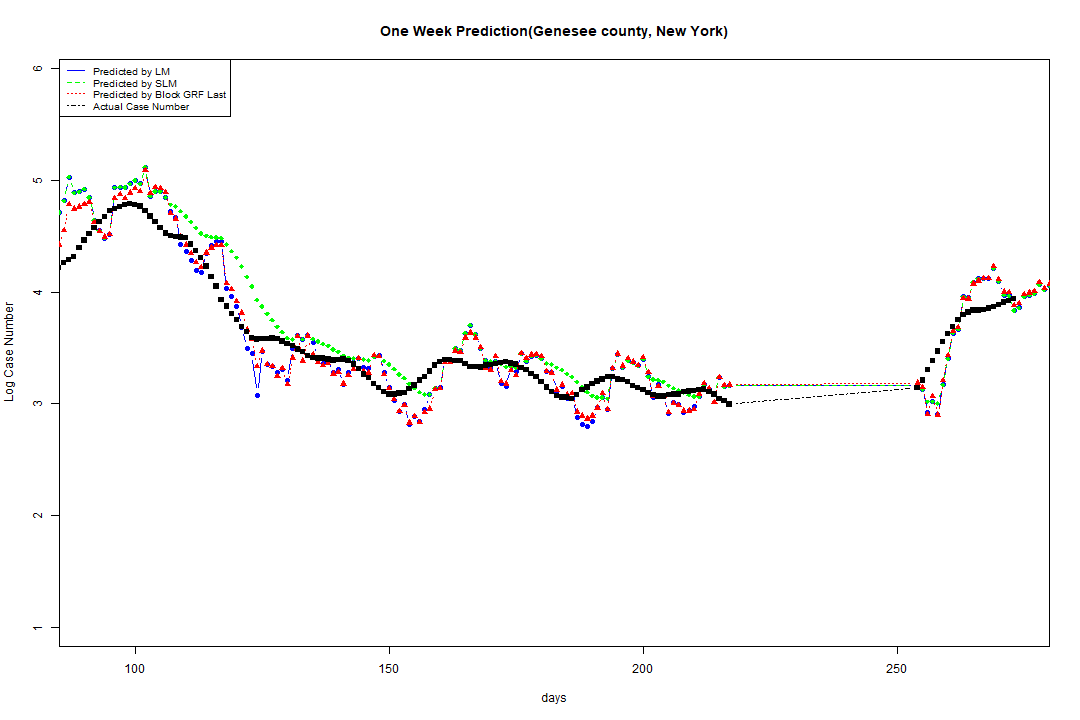 One Week Prediction(Genesee county, New York)
Predicted by LM
Predicted by SLM
Predicted by Block GRF Last
Actual Case Number
6
5
4
3
2
1
Log Case Number
100
150
200
250
days